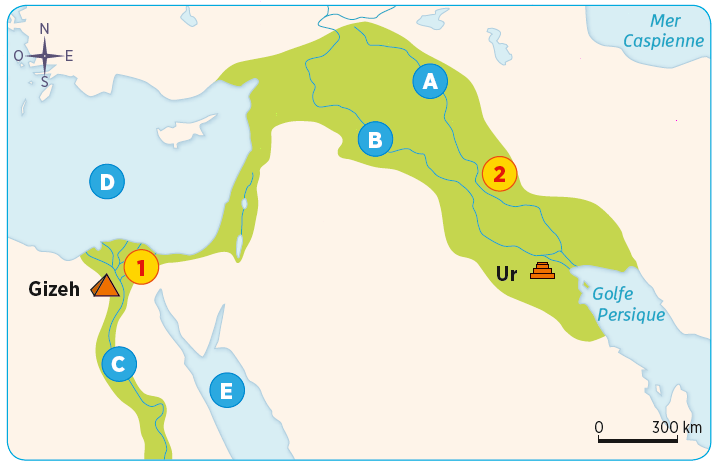 Mer
Caspienne
N
O
E
S
A
B
D
2
1
Ur
Gizeh
Golfe
Persique
C
E
0 300 km